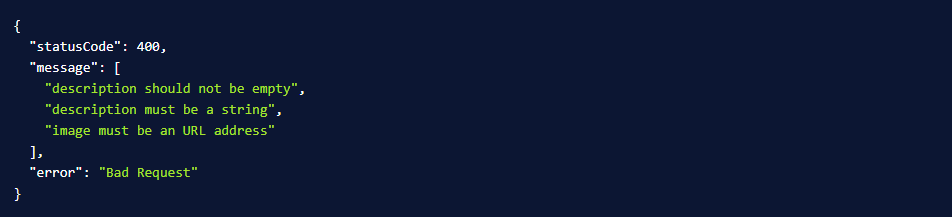 {
  "statusCode": 400,
  "message": [
    "description should not be empty",
    "description must be a string",
    "image must be an URL address"
  ],
  "error": "Bad Request"
}